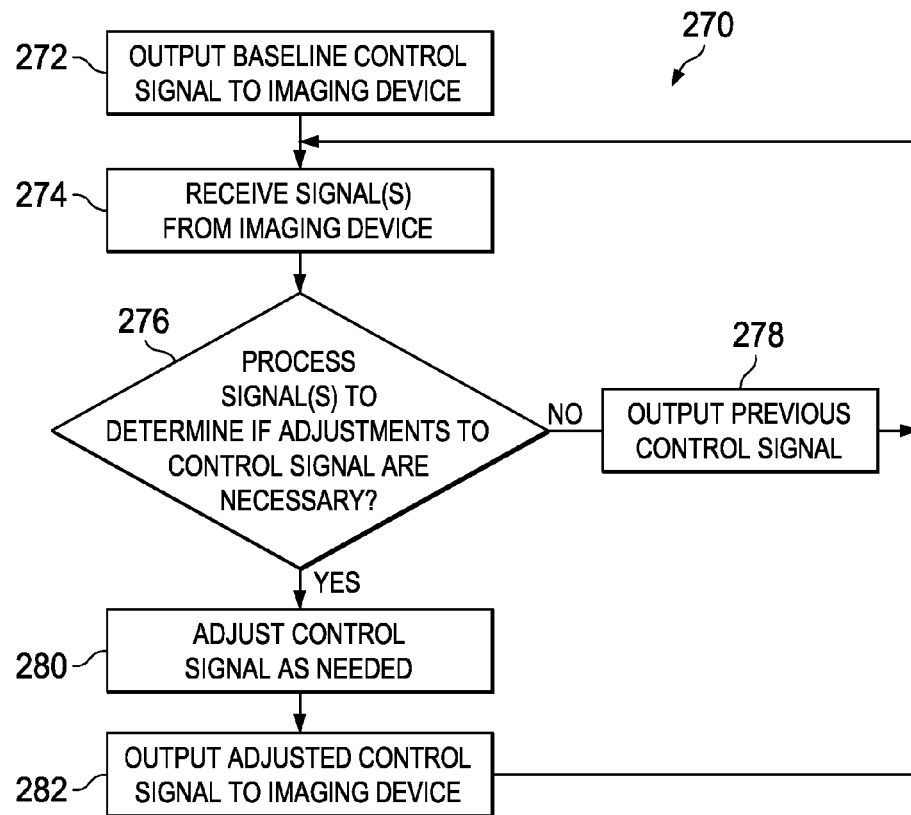 270
272
OUTPUT BASELINE CONTROL
SIGNAL TO IMAGING DEVICE
274
RECEIVE SIGNAL(S)
FROM IMAGING DEVICE
276
PROCESS
SIGNAL(S) TO
DETERMINE IF ADJUSTMENTS TO
CONTROL SIGNAL ARE
NECESSARY?
NO
278
OUTPUT PREVIOUS
CONTROL SIGNAL
YES
280
ADJUST CONTROL
SIGNAL AS NEEDED
282
OUTPUT ADJUSTED CONTROL
SIGNAL TO IMAGING DEVICE